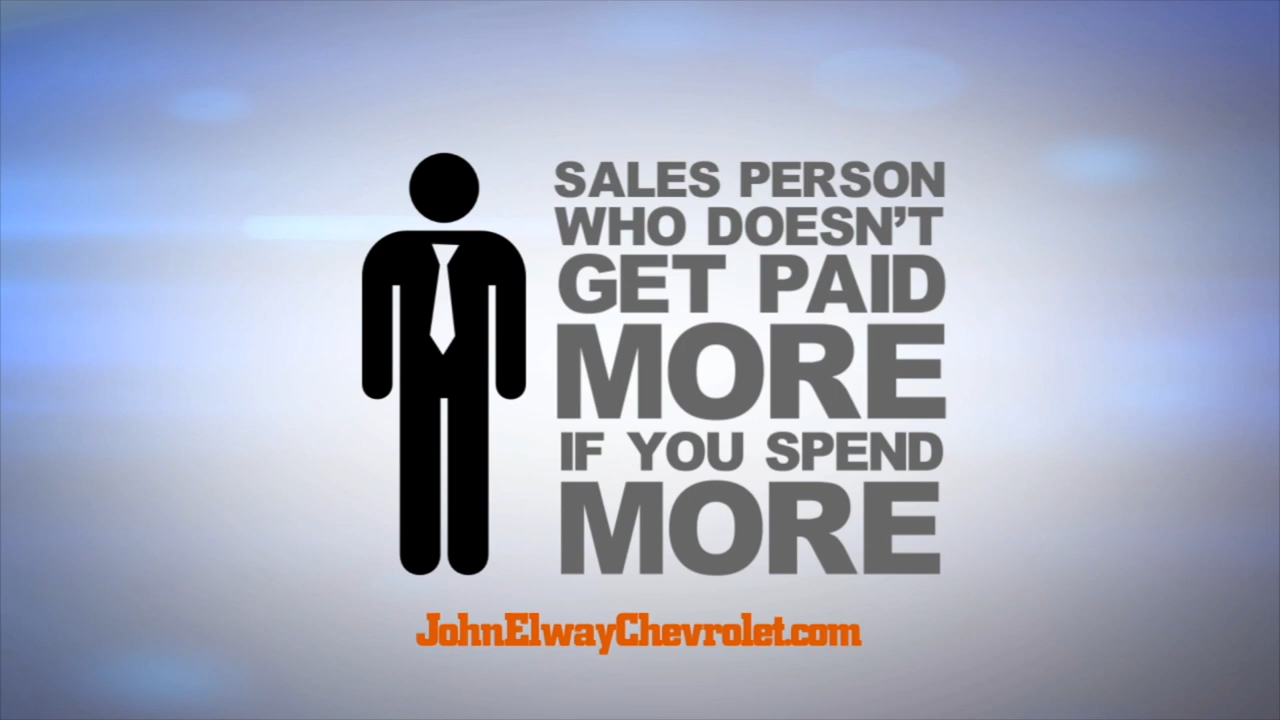 SALES PERSON
WHO DOESN'T
GET PAID
MORE
IF YOU SPEND
MORE
JohnElwayChevrolet.com